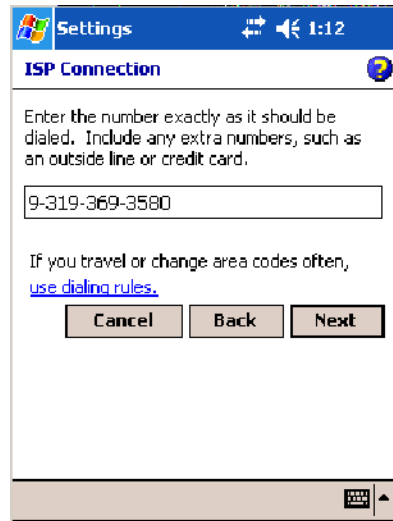 Settings 1:12
ISP Connection
?
Enter the number exactly as it should be
dialed. Include any extra numbers, such as
an outside line or credit card.
9-319-369-3580
If you travel or change area codes often,
use dialing rules.
Cancel Back Next